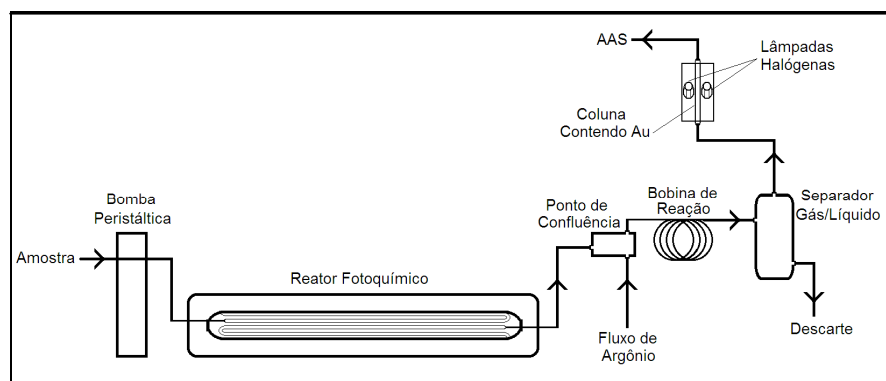 AAS
Lâmpadas
Halógenas
Coluna
Contendo Au
Bomba
Peristáltica
Ponto de
Confluência
Bobina de
Reação
Separador
Gás/Líquido
Amostra
Reator Fotoquímico
Fluxo de
Argônio
Descarte